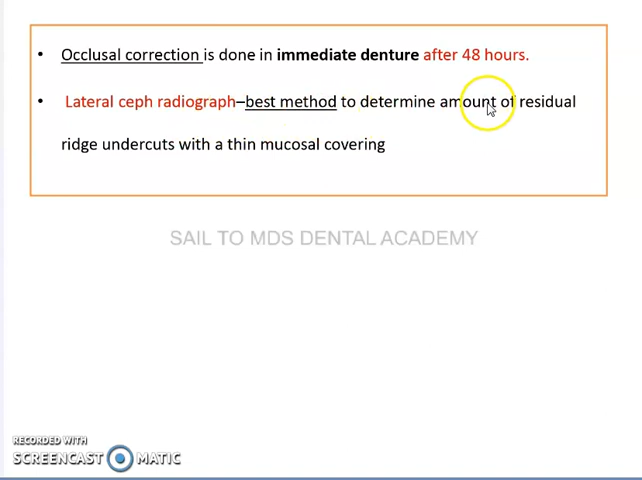 • Occlusal correction is done in immediate denture after 48 hours.
• Lateral ceph radiograph–best method to determine amount of residual
ridge undercuts with a thin mucosal covering
SAIL TO MDS DENTAL ACADEMY
RECORDED WITH
SCREENCAST MATIC